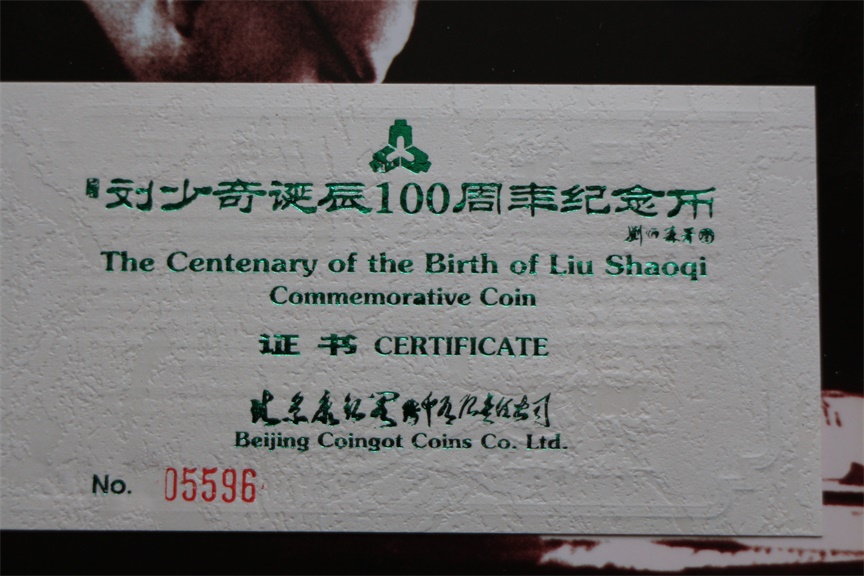 刘少奇诞辰100周年纪念币
The Centenary of the Birth of Liu Shaoqi
Commemorative Coin
证书 CERTIFICATE
Beijing Coingot Coins Co. Ltd.
No. 05596